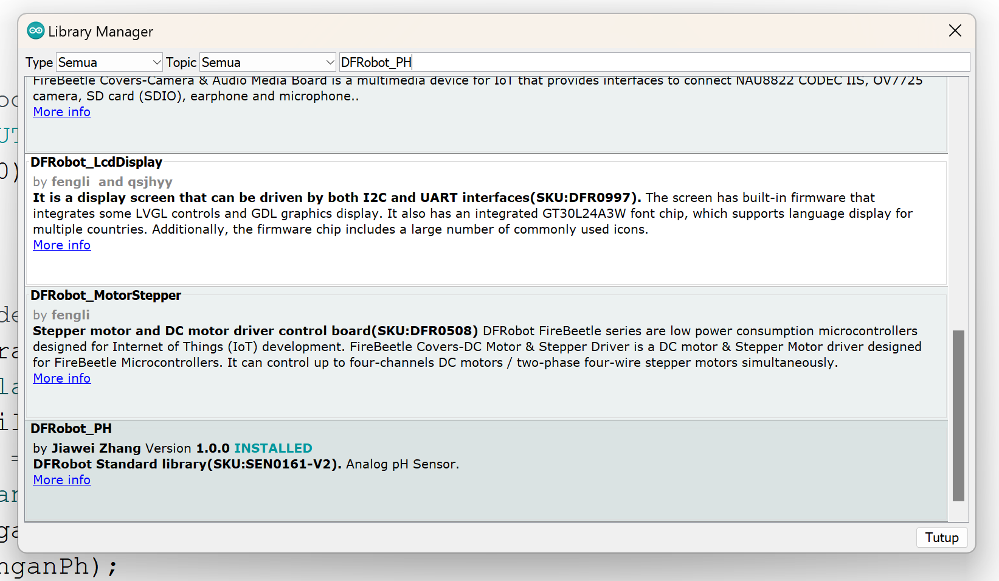 Library Manager
Type Semua Topic Semua DFRobot_PH
FireBeetle Covers-Camera & Audio Media Board is a multimedia device for IoT that provides interfaces to connect NAU8822 CODEC IIS, OV7725
camera, SD card (SDIO), earphone and microphone..
More info
DFRobot_LcdDisplay
by fengli and qsjhyy
It is a display screen that can be driven by both I2C and UART interfaces(SKU:DFR0997). The screen has built-in firmware that
integrates some LVGL controls and GDL graphics display. It also has an integrated GT30L24A3W font chip, which supports language display for
multiple countries. Additionally, the firmware chip includes a large number of commonly used icons.
More info
DFRobot_MotorStepper
by fengli
Stepper motor and DC motor driver control board(SKU:DFR0508) DFRobot FireBeetle series are low power consumption microcontrollers
designed for Internet of Things (IoT) development. FireBeetle Covers-DC Motor & Stepper Driver is a DC motor & Stepper Motor driver designed
for FireBeetle Microcontrollers. It can control up to four-channels DC motors / two-phase four-wire stepper motors simultaneously.
More info
DFRobot_PH
by Jiawei Zhang Version 1.0.0 INSTALLED
DFRobot Standard library(SKU:SEN0161-V2). Analog pH Sensor.
More info
Tutup
nganPh);